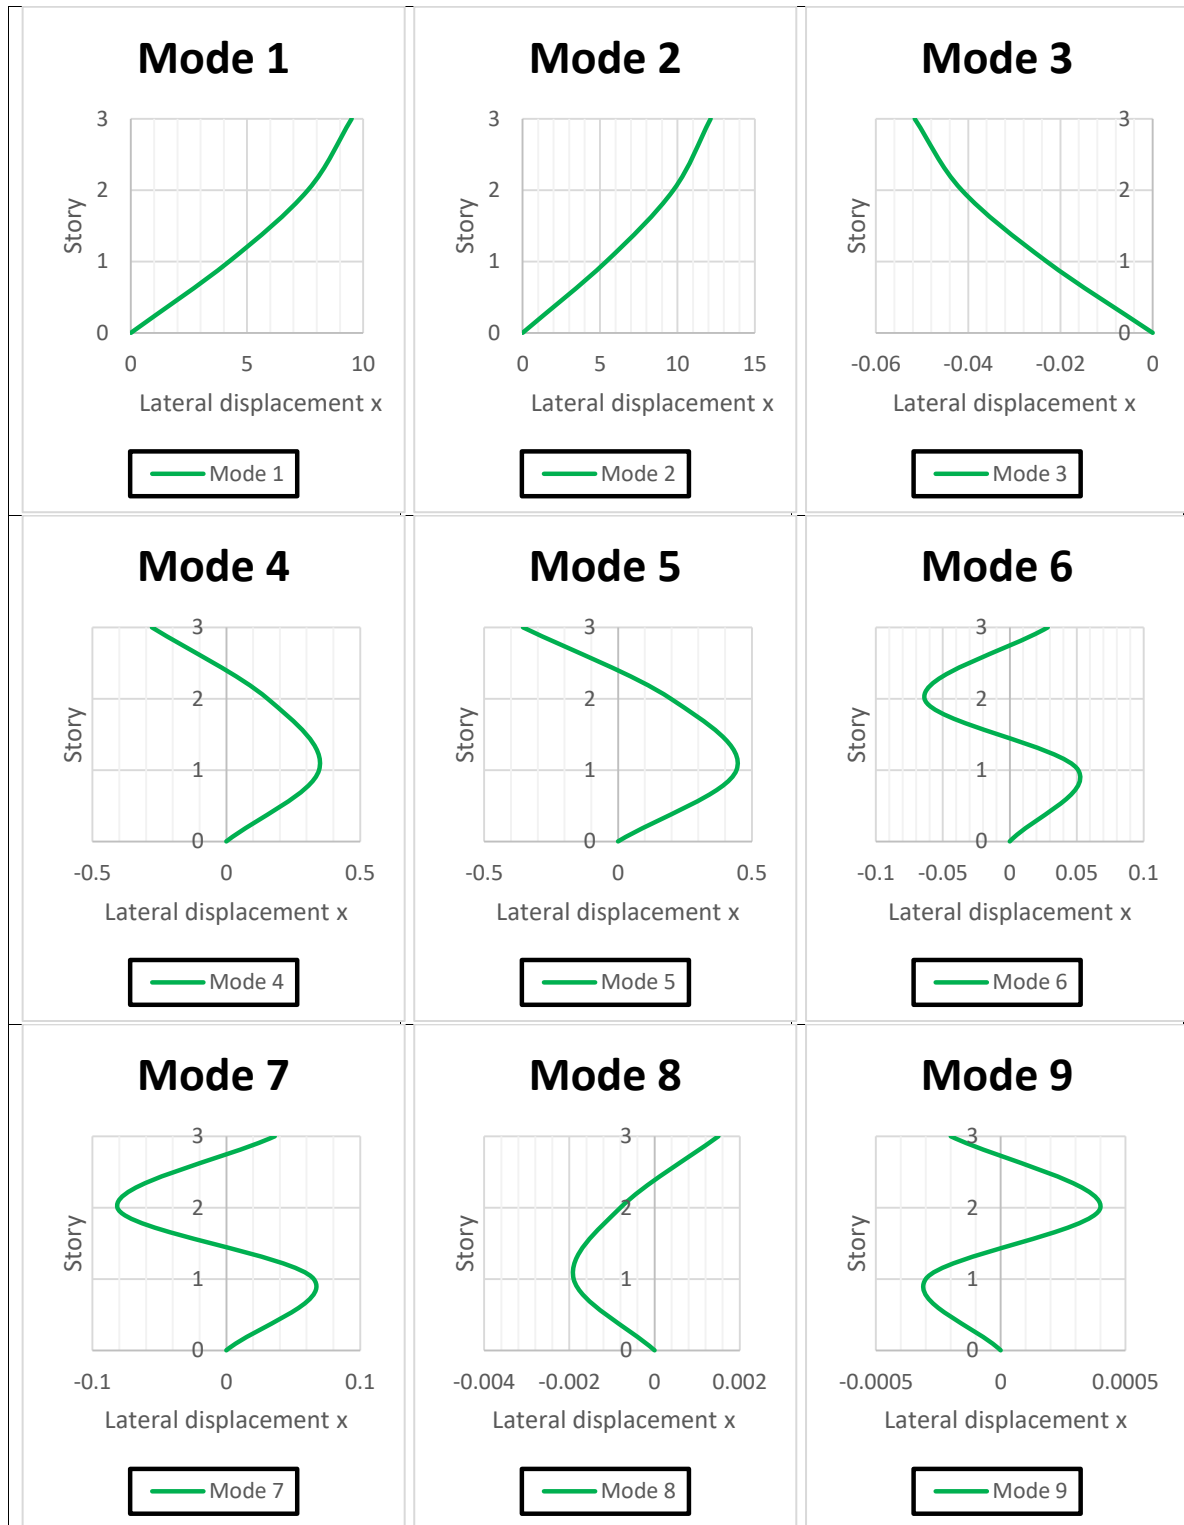 Mode 1
3
2
1
0
Story
0 5 10
Lateral displacement x
Mode 1
Mode 2
3
2
1
0
Story
0 5 10 15
Lateral displacement x
Mode 2
Mode 3
3
2
1
0
Story
-0.06 -0.04 -0.02 0
Lateral displacement x
Mode 3
Mode 4
3
2
1
0
Story
-0.5 0 0.5
Lateral displacement x
Mode 4
Mode 5
3
2
1
0
Story
-0.5 0 0.5
Lateral displacement x
Mode 5
Mode 6
3
2
1
0
Story
-0.1 -0.05 0 0.05 0.1
Lateral displacement x
Mode 6
Mode 7
3
2
1
0
Story
-0.1 0 0.1
Lateral displacement x
Mode 7
Mode 8
3
2
1
0
Story
-0.004 -0.002 0 0.002
Lateral displacement x
Mode 8
Mode 9
3
2
1
0
Story
-0.0005 0 0.0005
Lateral displacement x
Mode 9